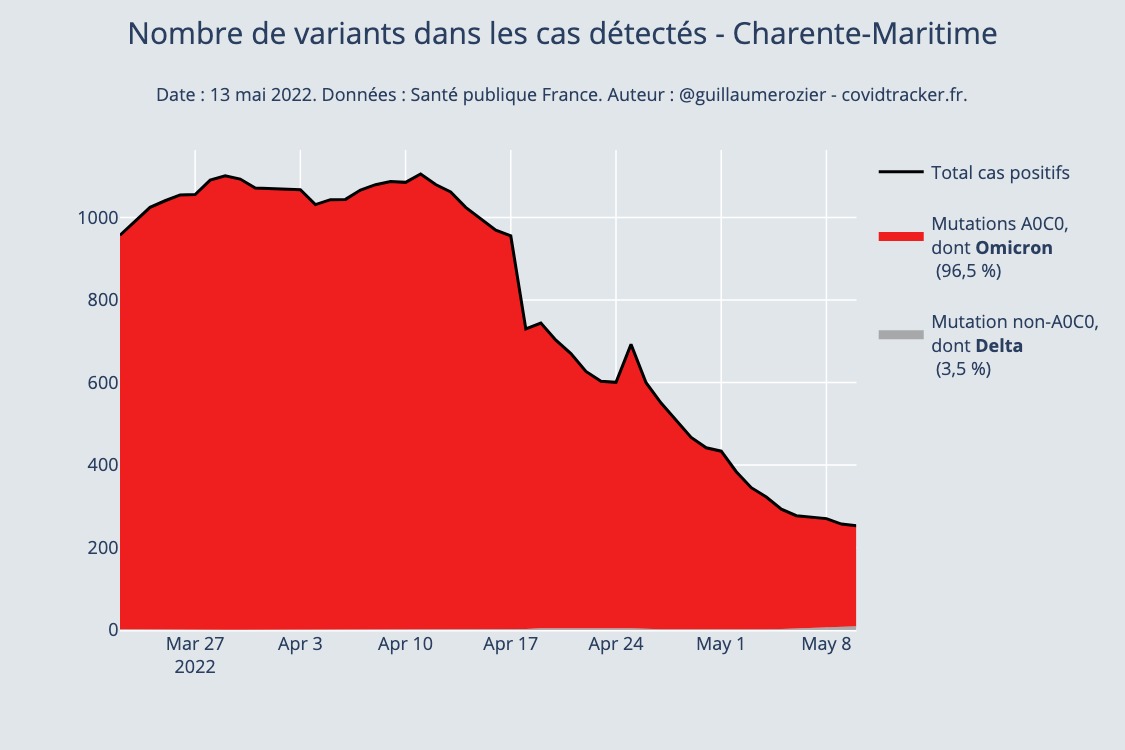 Nombre de variants dans les cas détectés - Charente-Maritime
Date : 13 mai 2022. Données : Santé publique France. Auteur : @guillaumerozier - covidtracker.fr.
1000
800
600
400
200
0
Mar 27
2022
Apr 3
Apr 10
Apr 17
Apr 24
May 1
May 8
Total cas positifs
Mutations A0C0,
dont Omicron
(96,5 %)
Mutation non-A0C0,
dont Delta
(3,5 %)